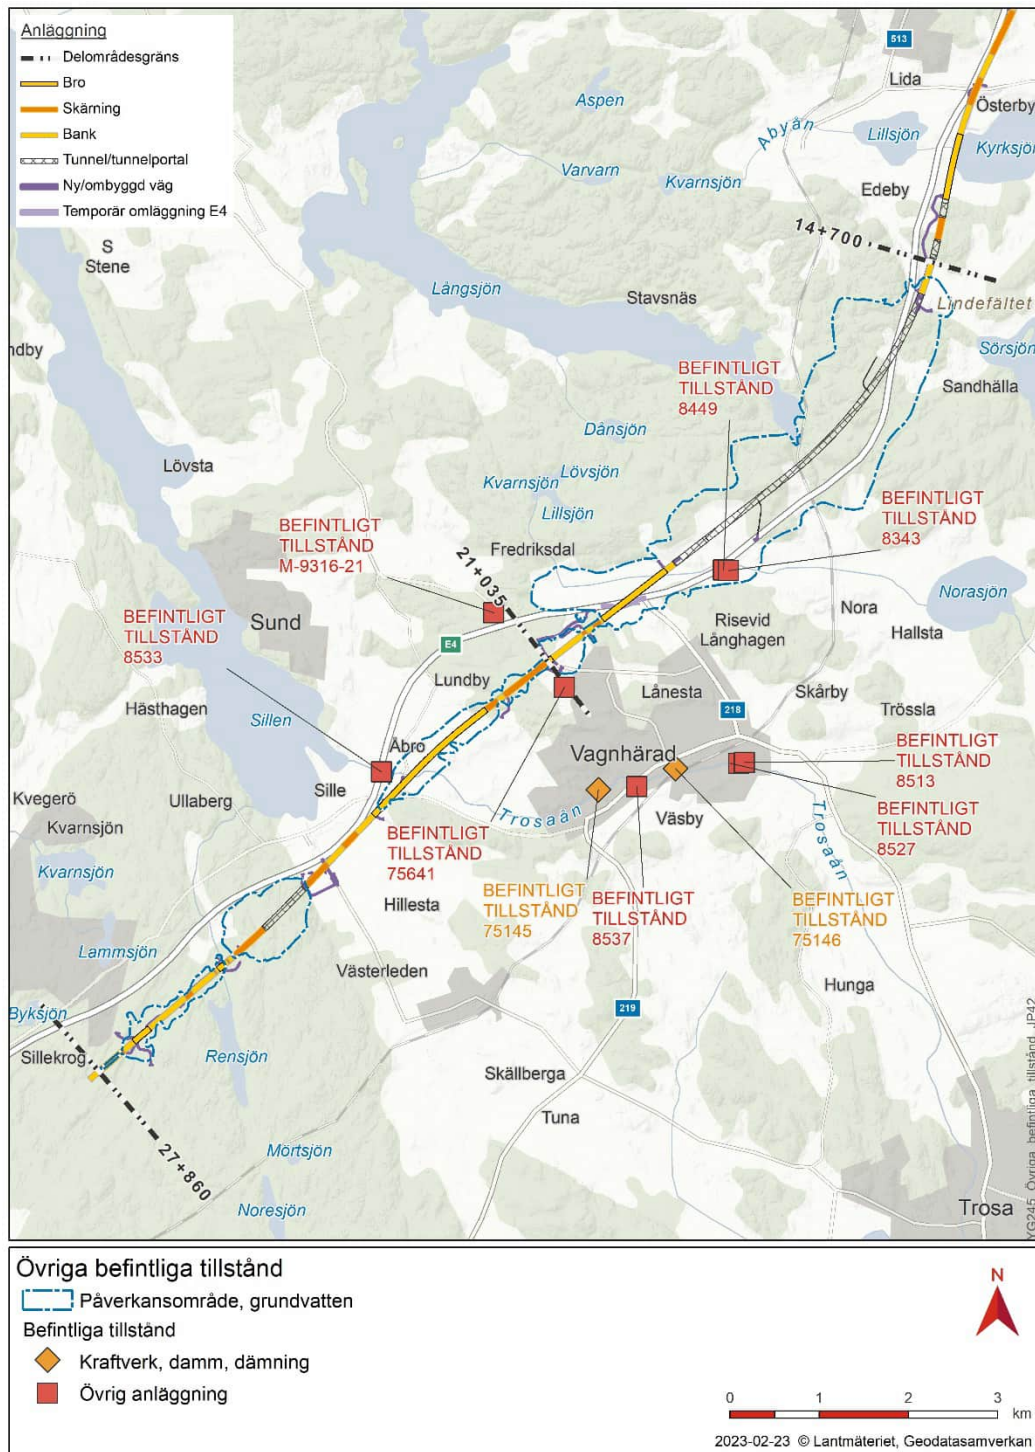 Anläggning
Delområdesgräns
Bro
Skärning
Bank
Tunnel/tunnelportal
Ny/ombyggd väg
Temporär omläggning E4
513
Lida
Österby
Aspen
Åbyån
Lillsjön
Kyrksjön
Varvarn
Kvarnsjön
Edeby
14+700
S
Stene
Långsjön
Stavsnäs
Lindefältet
ndby
Sörsjön
BEFINTLIGT
TILLSTÅND
8449
Sandhälla
Dånsjön
Lövsta
Lövsjön
Kvarnsjön
Lillsjön
BEFINTLIGT
TILLSTÅND
8343
BEFINTLIGT
TILLSTÅND
M-9316-21
Fredriksdal
21+035
Norasjön
BEFINTLIGT
TILLSTÅND
8533
Sund
Nora
Risevid
Långhagen
Hallsta
E4
Lundby
Lånesta
Skårby
Hästhagen
Sillen
218
Trössla
Åbro
Vagnhärad
BEFINTLIGT
TILLSTÅND
8513
Kvegerö
Ullaberg
Sille
Kvarnsjön
Trosaån
Väsby
Trosaån
BEFINTLIGT
TILLSTÅND
8527
BEFINTLIGT
TILLSTÅND
75641
Kvarnsjön
BEFINTLIGT
TILLSTÅND
75145
BEFINTLIGT
TILLSTÅND
8537
BEFINTLIGT
TILLSTÅND
75146
Hillesta
Lammsjön
Västerleden
Hunga
Byksjön
219
Sillekrog
Rensjön
Skällberga
Tuna
27+860
Mörtsjön
Noresjön
Trosa
YG245_Övriga_befintliga_tillstånd_JP42
Övriga befintliga tillstånd
Påverkansområde, grundvatten
Befintliga tillstånd
Kraftverk, damm, dämning
Övrig anläggning
N
0 1 2 3
km
2023-02-23 © Lantmäteriet, Geodatasamverkan